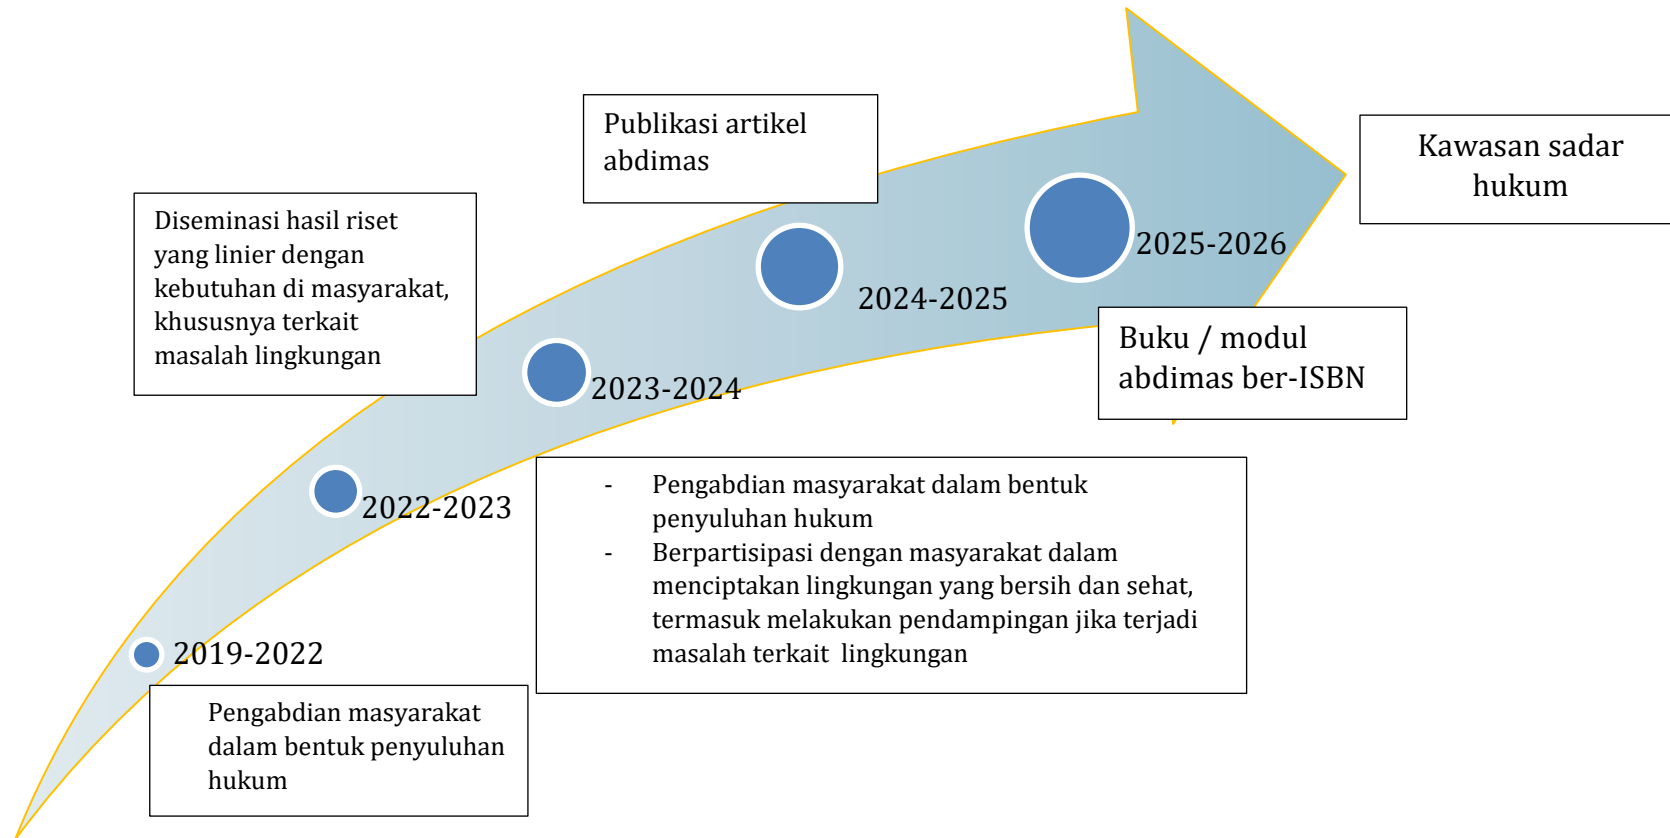 Publikasi artikel
abdimas
Kawasan sadar
hukum
Diseminasi hasil riset
yang linier dengan
kebutuhan di masyarakat,
khususnya terkait
masalah lingkungan
2025-2026
2024-2025
Buku / modul
abdimas ber-ISBN
2023-2024
2022-2023
- Pengabdian masyarakat dalam bentuk
penyuluhan hukum
- Berpartisipasi dengan masyarakat dalam
menciptakan lingkungan yang bersih dan sehat,
termasuk melakukan pendampingan jika terjadi
masalah terkait lingkungan
2019-2022
Pengabdian masyarakat
dalam bentuk penyuluhan
hukum